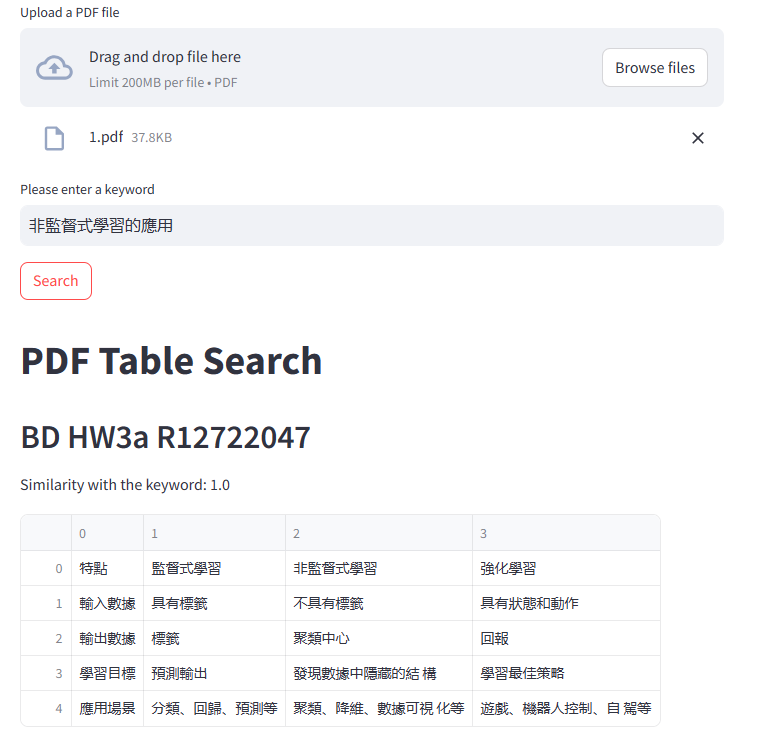 Upload a PDF file
Drag and drop file here
Limit 200MB per file • PDF
Browse files
1.pdf 37.8KB
Please enter a keyword
非監督式學習的應用
Search
PDF Table Search
BD HW3a R12722047
Similarity with the keyword: 1.0
0 1 2 3
0 特點 監督式學習 非監督式學習 強化學習
1 輸入數據 具有標籤 不具有標籤 具有狀態和動作
2 輸出數據 標籤 聚類中心 回報
3 學習目標 預測輸出 發現數據中隱藏的結 構 學習最佳策略
4 應用場景 分類、回歸、預測等 聚類、降維、數據可視 化等 遊戲、機器人控制、自 駕等